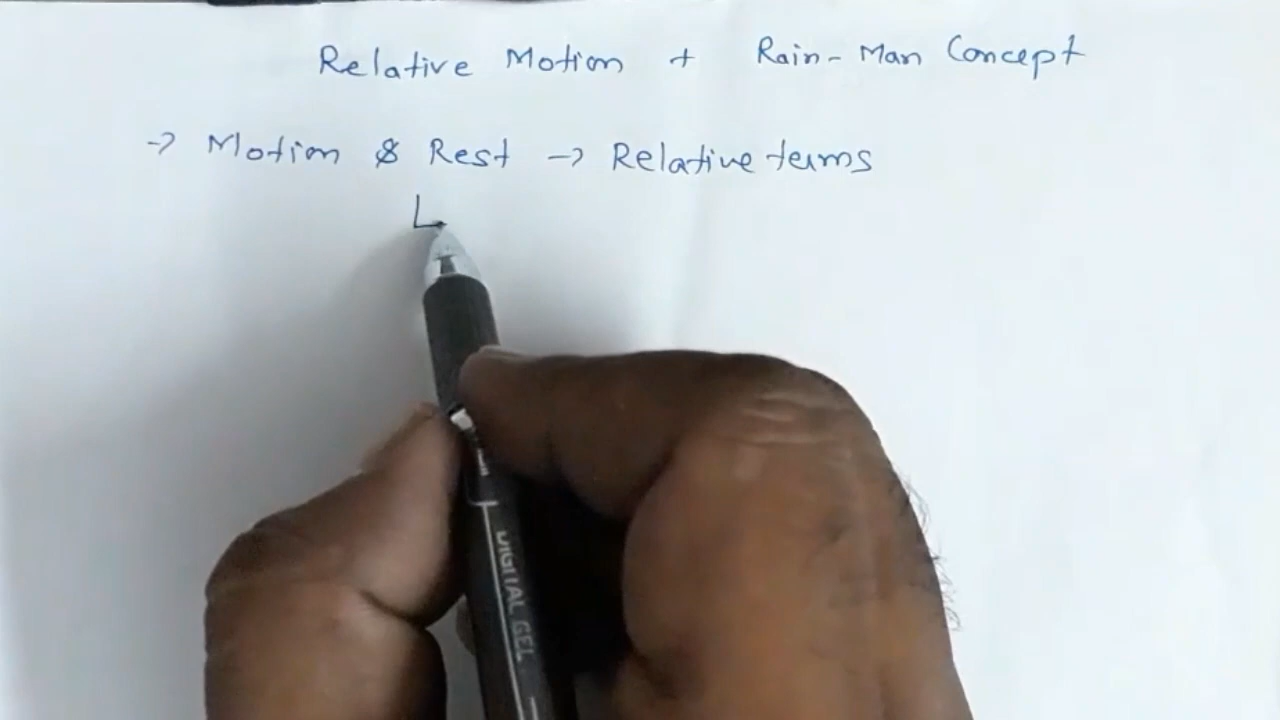 Relative Motion + Rain-Man Concept
→ Motion & Rest → Relative terms
DIGITAL GEL